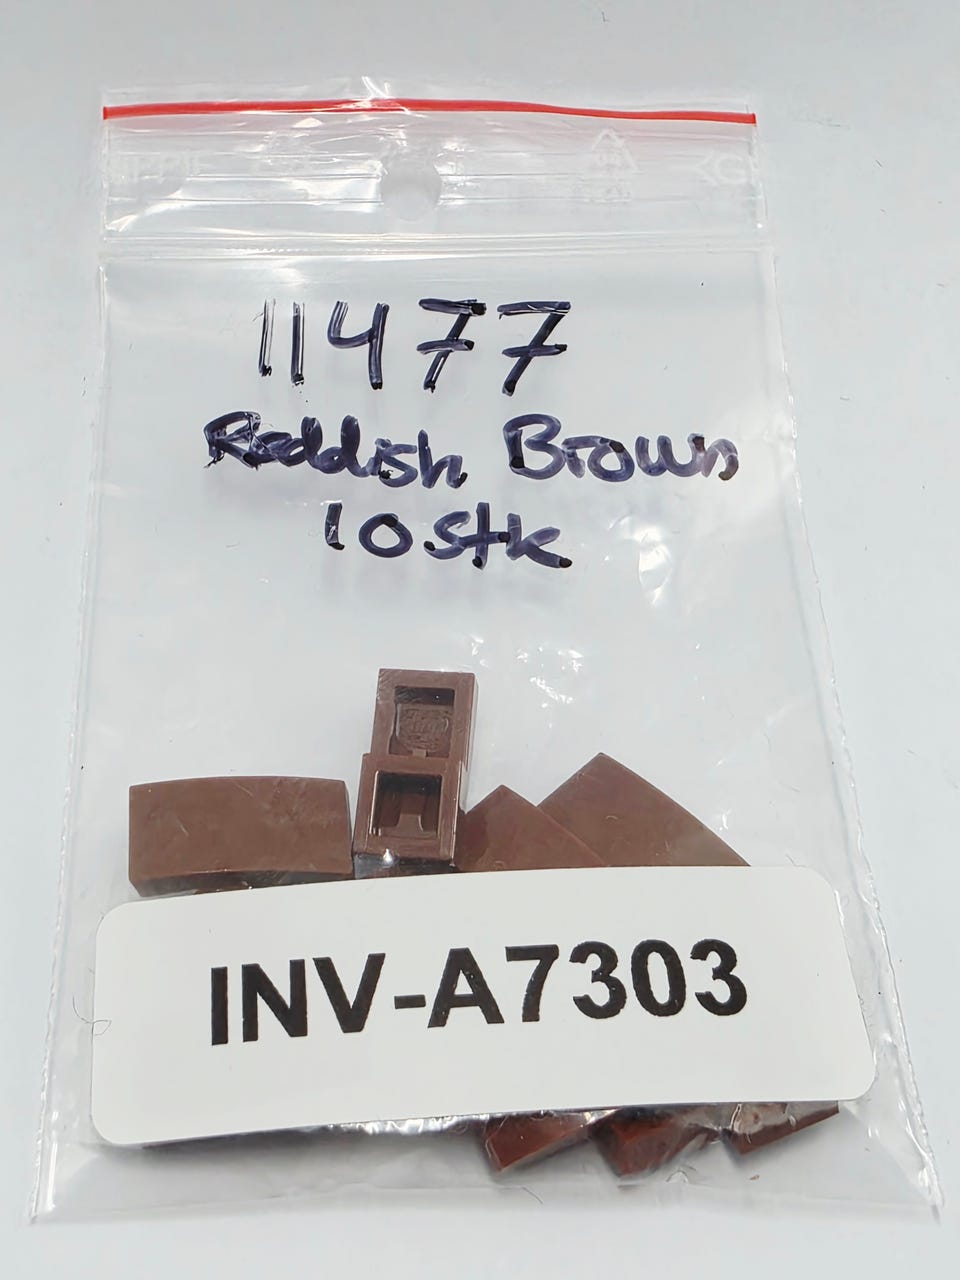 11477
Reddish Brown
10 stk
INV-A7303